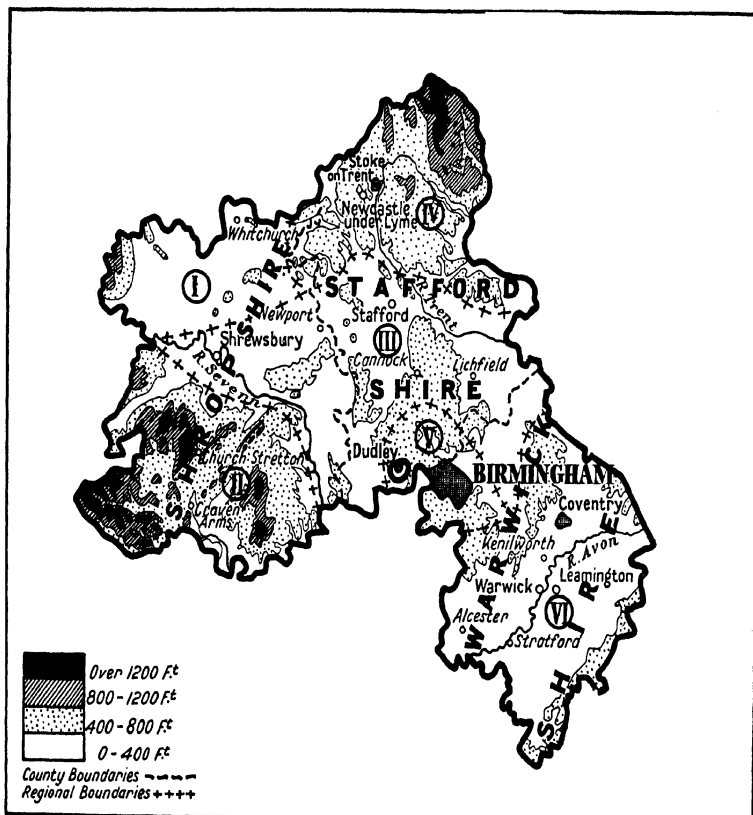 Stoke
on Trent
Newcastle
under Lyme
IV
Whitchurch
I
STAFFORD
SHIRE
Newport
Stafford
Trent
III
Shrewsbury
R. Severn
Cannock
Lichfield
SHROPSHIRE
V
Dudley
BIRMINGHAM
Church Stretton
II
Craven
Arms
Coventry
Kenilworth
R. Avon
Leamington
Warwick
VI
Alcester
Stratford
WARWICK
SHIRE
Over 1200 Ft
800-1200 Ft
400-800 Ft
0-400 Ft
County Boundaries
Regional Boundaries ++++